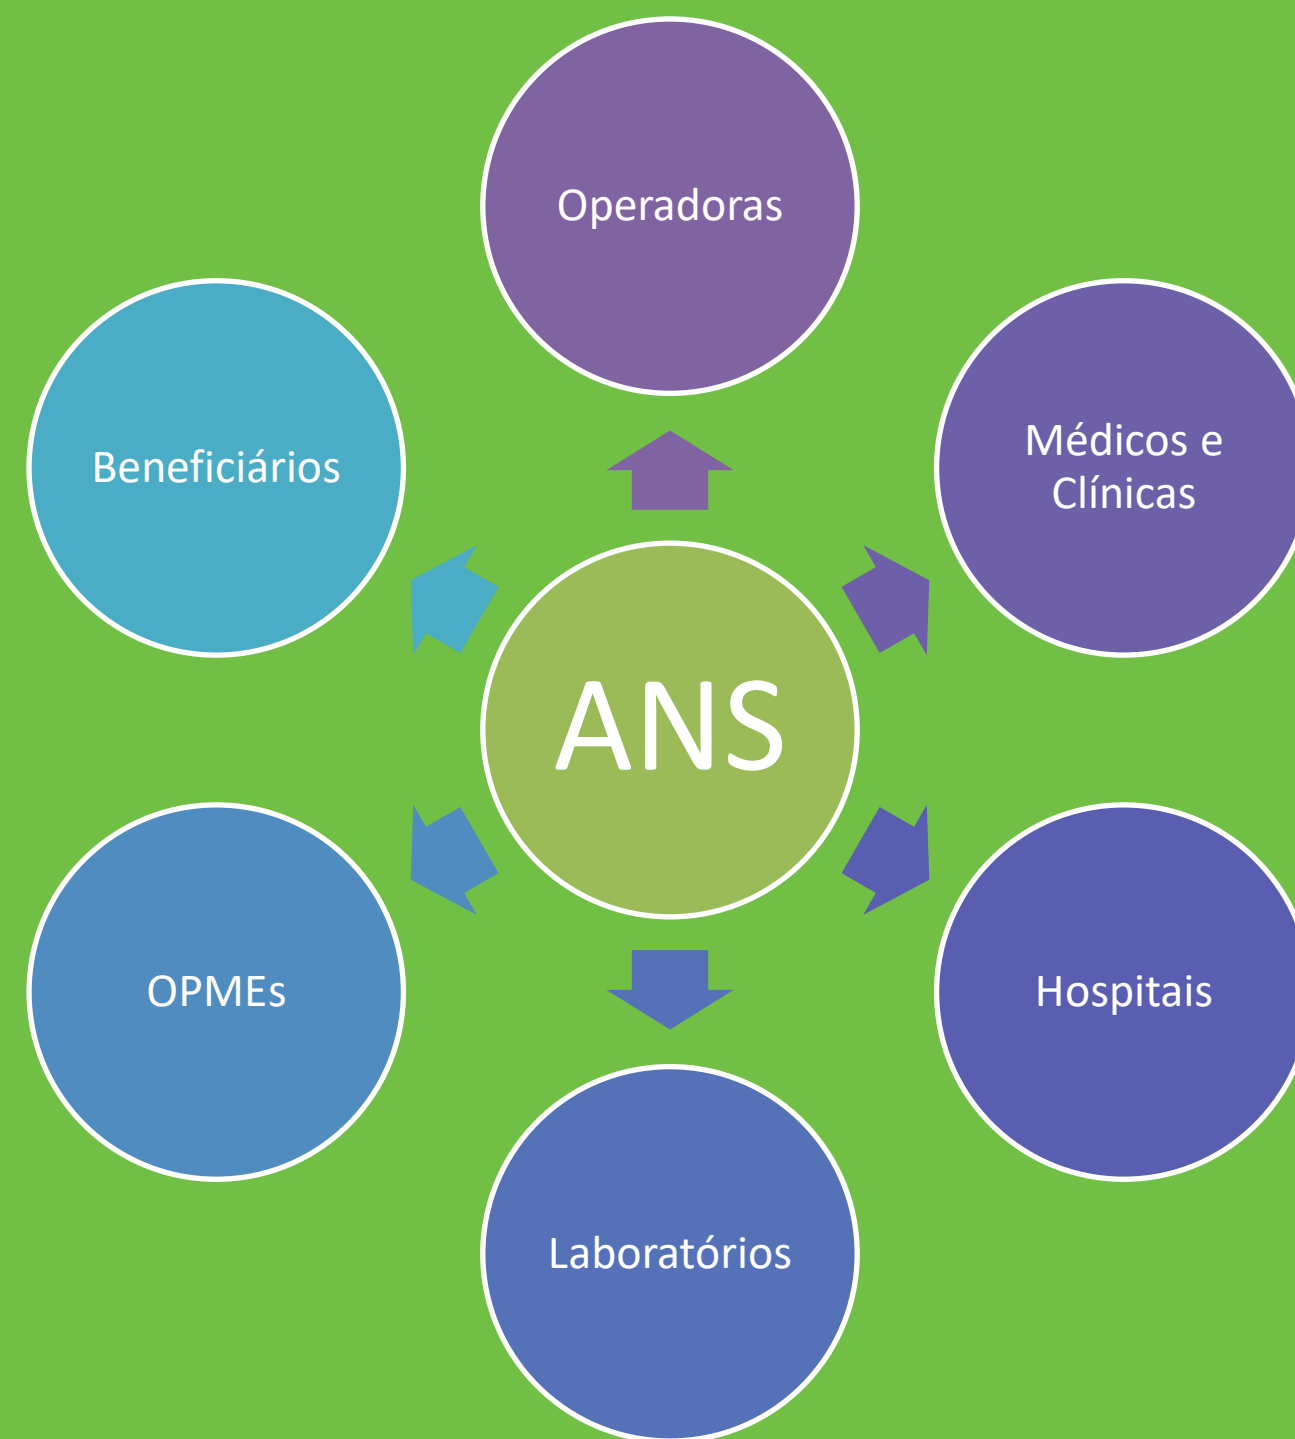 Operadoras
Médicos e
Clínicas
Beneficiários
ANS
OPMEs
Hospitais
Laboratórios